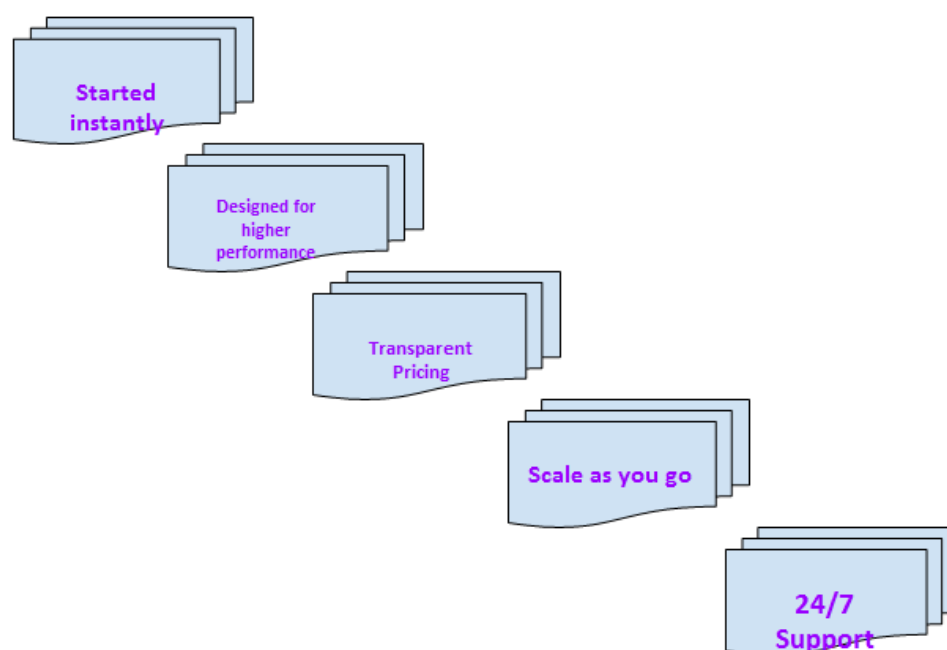 Started
instantly
Designed for
higher
performance
Transparent
Pricing
Scale as you go
24/7
Support